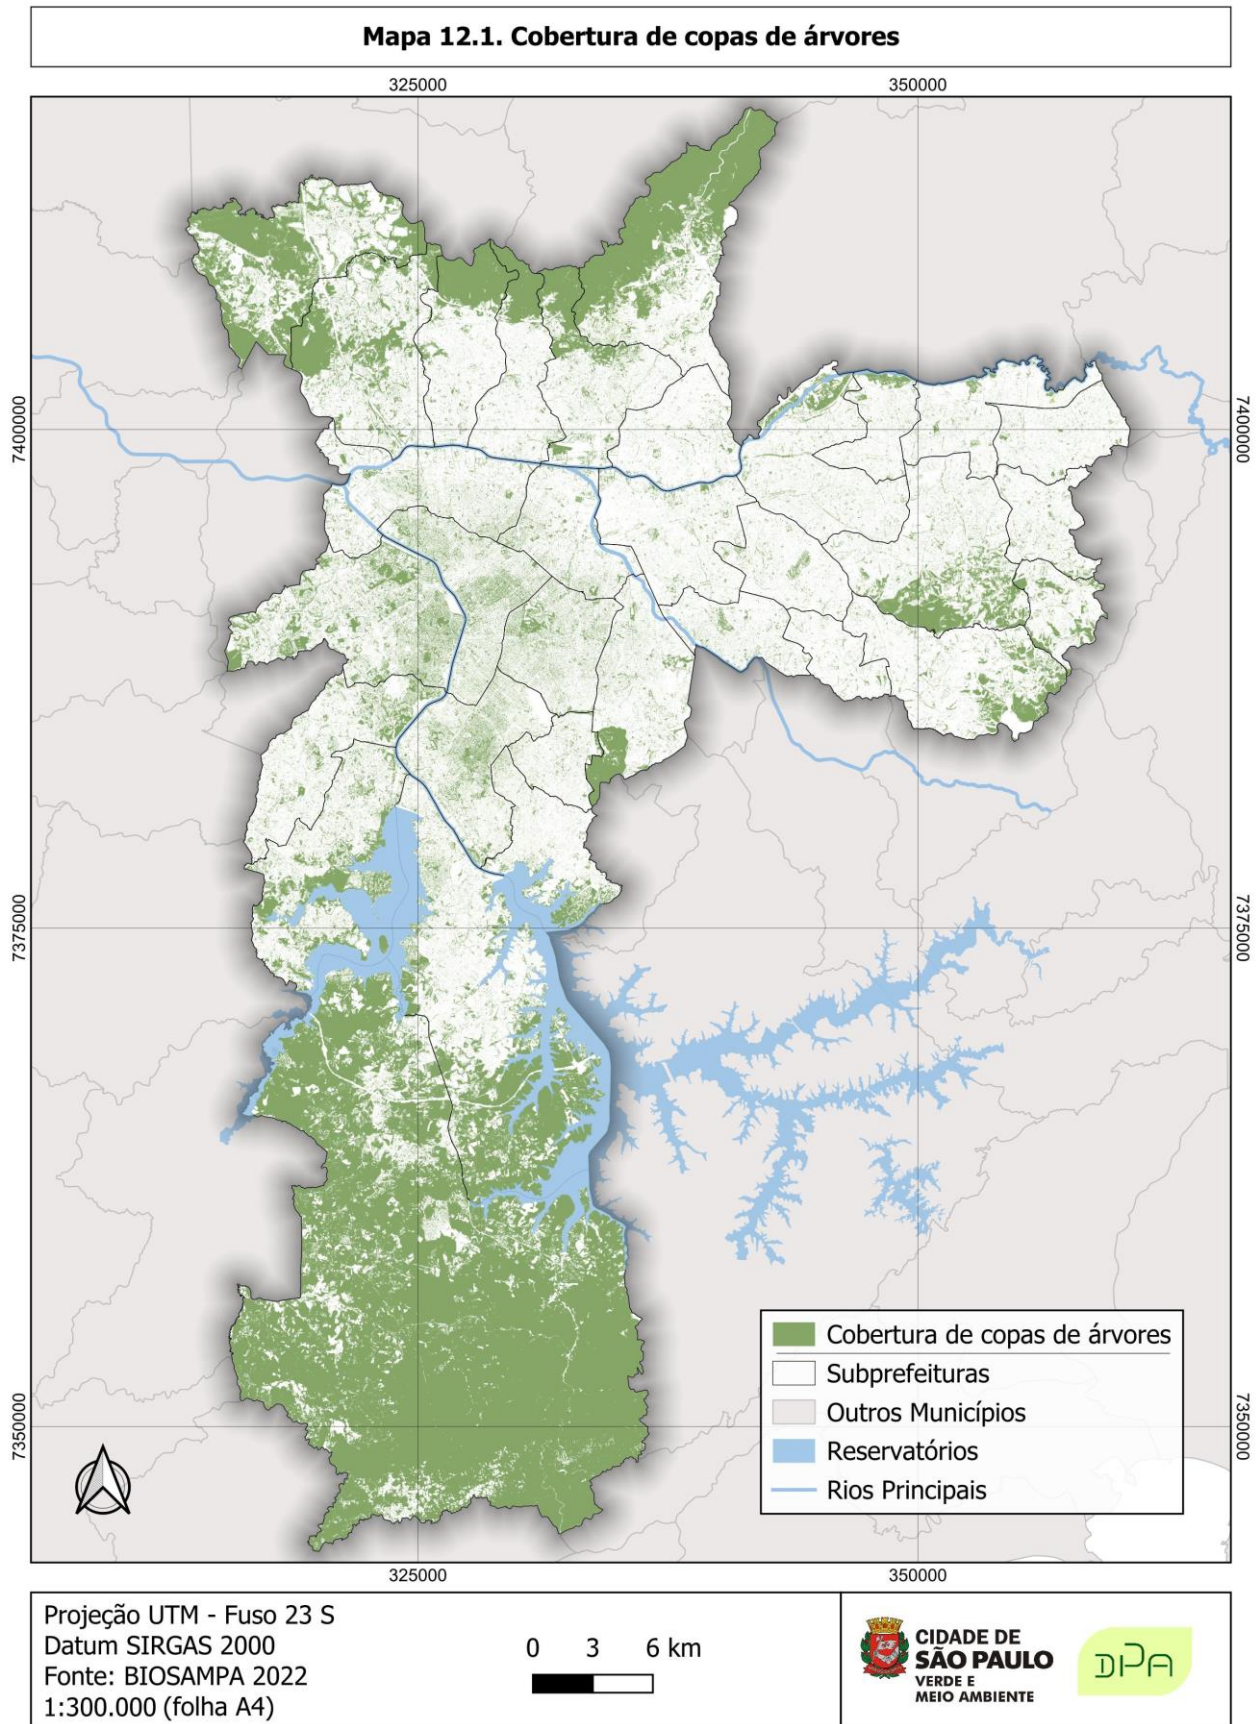 Mapa 12.1. Cobertura de copas de árvores
325000
350000
7400000
7400000
7375000
7375000
7350000
7350000
Cobertura de copas de árvores
Subprefeituras
Outros Municípios
Reservatórios
Rios Principais
325000
350000
Projeção UTM - Fuso 23 S
Datum SIRGAS 2000
Fonte: BIOSAMPA 2022
1:300.000 (folha A4)
0 3 6 km
CIDADE DE
SÃO PAULO
VERDE E
MEIO AMBIENTE
DPA